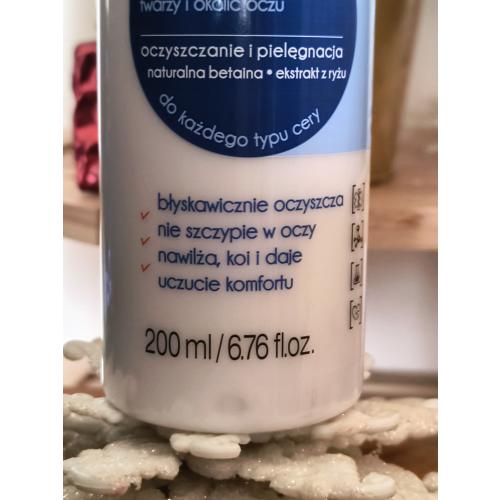 twarzy i okolic oczu
oczyszczanie i pielęgnacja
naturalna betaina • ekstrakt z ryżu
do każdego typu cery
błyskawicznie oczyszcza
nie szczypie w oczy
nawilża, koi i daje
uczucie komfortu
200 ml / 6.76 fl.oz.